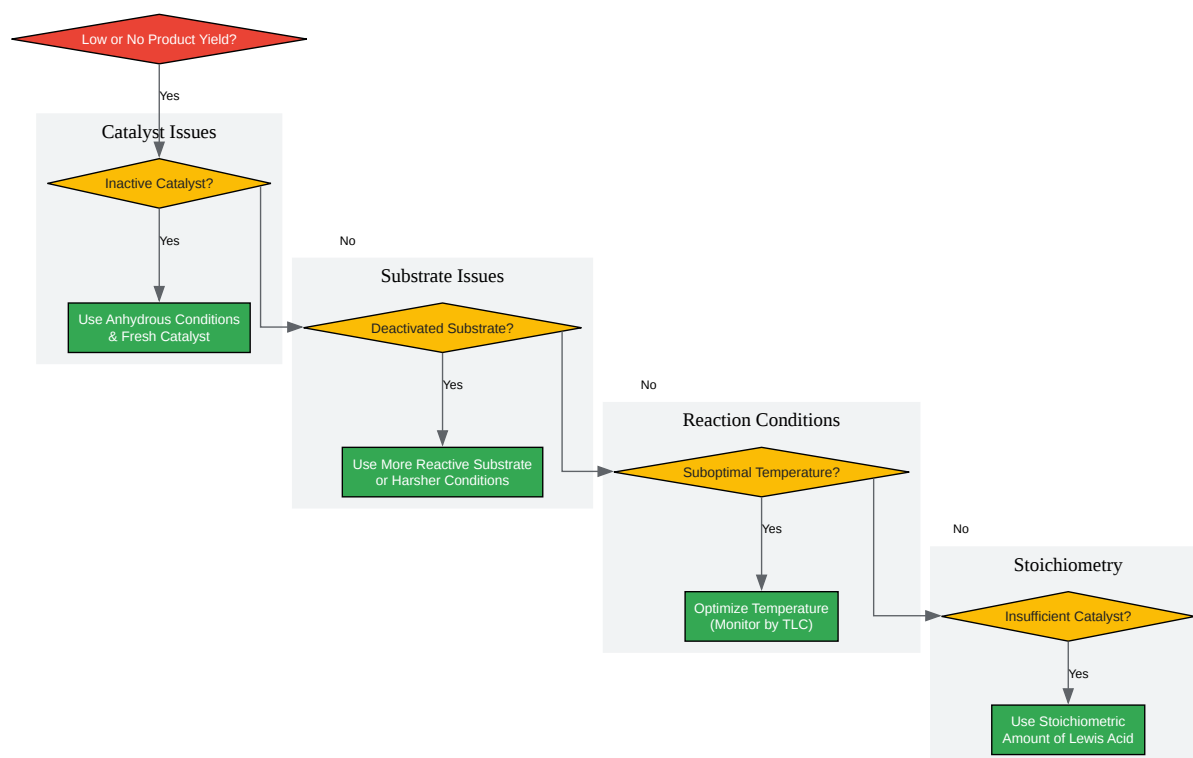 Low or No Product Yield?
Yes
Catalyst Issues
Inactive Catalyst?
Yes
No
Use Anhydrous Conditions
& Fresh Catalyst
Substrate Issues
Deactivated Substrate?
Yes
No
Use More Reactive Substrate
or Harsher Conditions
Reaction Conditions
Suboptimal Temperature?
Yes
No
Optimize Temperature
(Monitor by TLC)
Stoichiometry
Insufficient Catalyst?
Yes
Use Stoichiometric
Amount of Lewis Acid